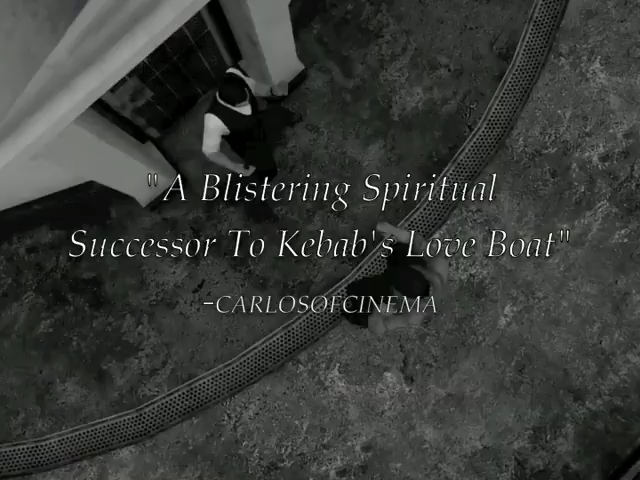 "A Blistering Spiritual
Successor To Kebab's Love Boat"
-CARLOSOFCINEMA